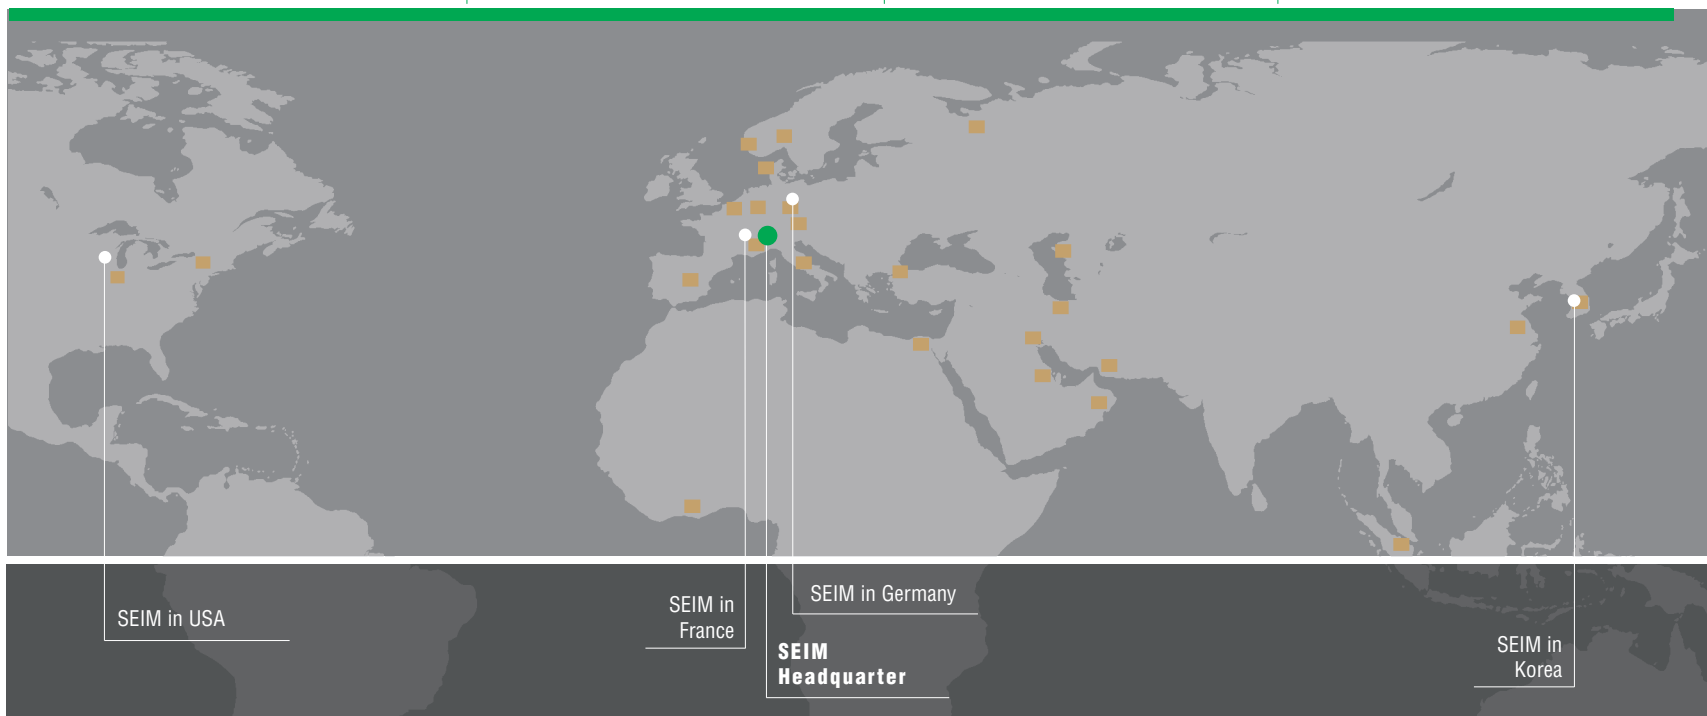 SEIM in USA
SEIM in
France
SEIM in Germany
SEIM
Headquarter
SEIM in
Korea